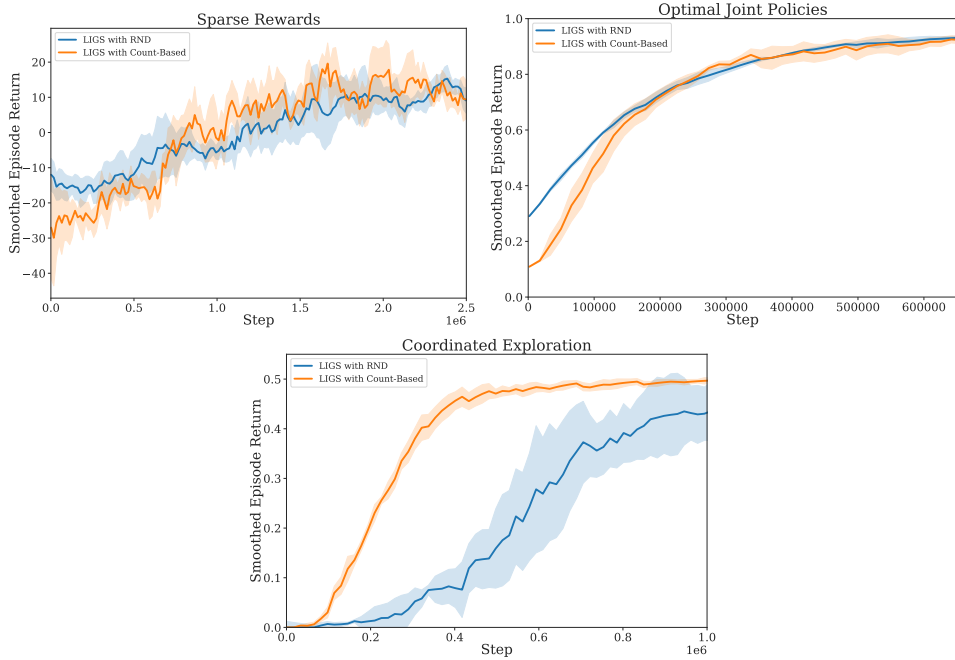 Sparse Rewards
LIGS with RND
LIGS with Count-Based
Smoothed Episode Return
20
10
0
−10
−20
−30
−40
0.0 0.5 1.0 1.5 2.0 2.5
Step
1e6
Optimal Joint Policies
LIGS with RND
LIGS with Count-Based
Smoothed Episode Return
1.0
0.8
0.6
0.4
0.2
0.0
0 100000 200000 300000 400000 500000 600000
Step
Coordinated Exploration
LIGS with RND
LIGS with Count-Based
Smoothed Episode Return
0.5
0.4
0.3
0.2
0.1
0.0
0.0 0.2 0.4 0.6 0.8 1.0
Step
1e6